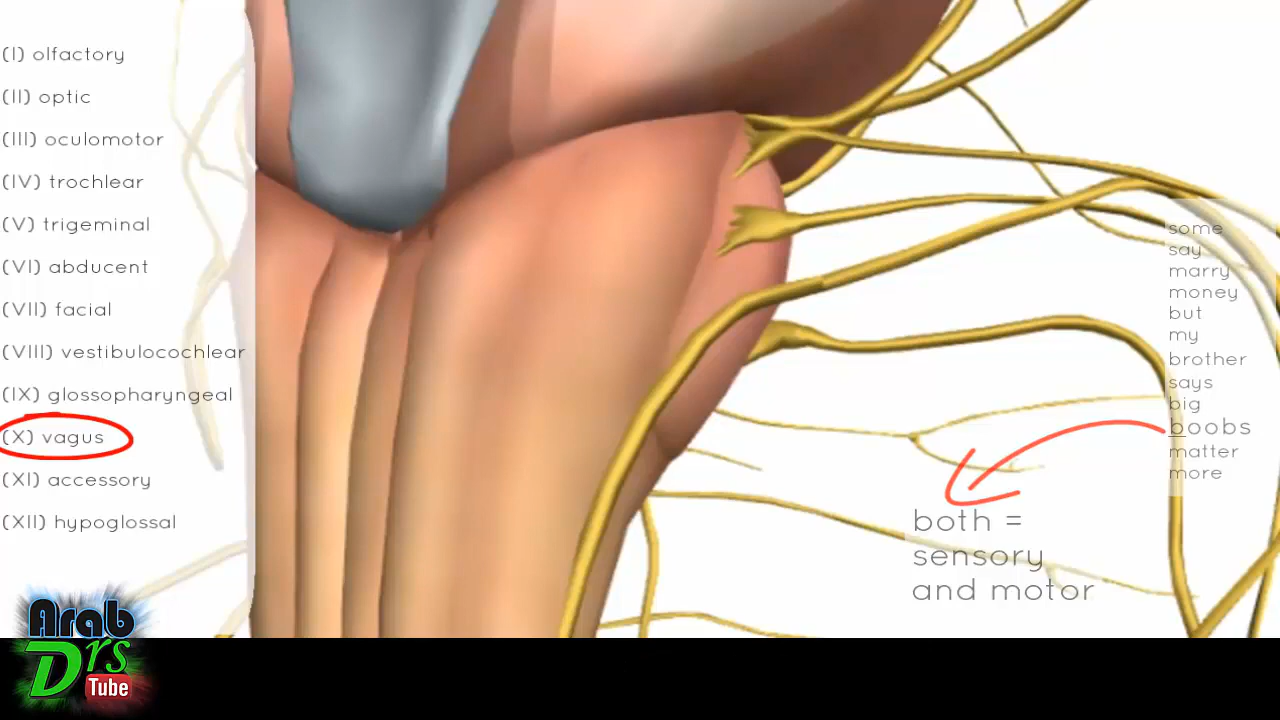 (I) olfactory
(II) optic
(III) oculomotor
(IV) trochlear
(V) trigeminal
(VI) abducent
(VII) facial
(VIII) vestibulocochlear
(IX) glossopharyngeal
(X) vagus
(XI) accessory
(XII) hypoglossal
some
say
marry
money
but
my
brother
says
big
boobs
matter
more
both =
sensory
and motor
Arab
Drs
Tube